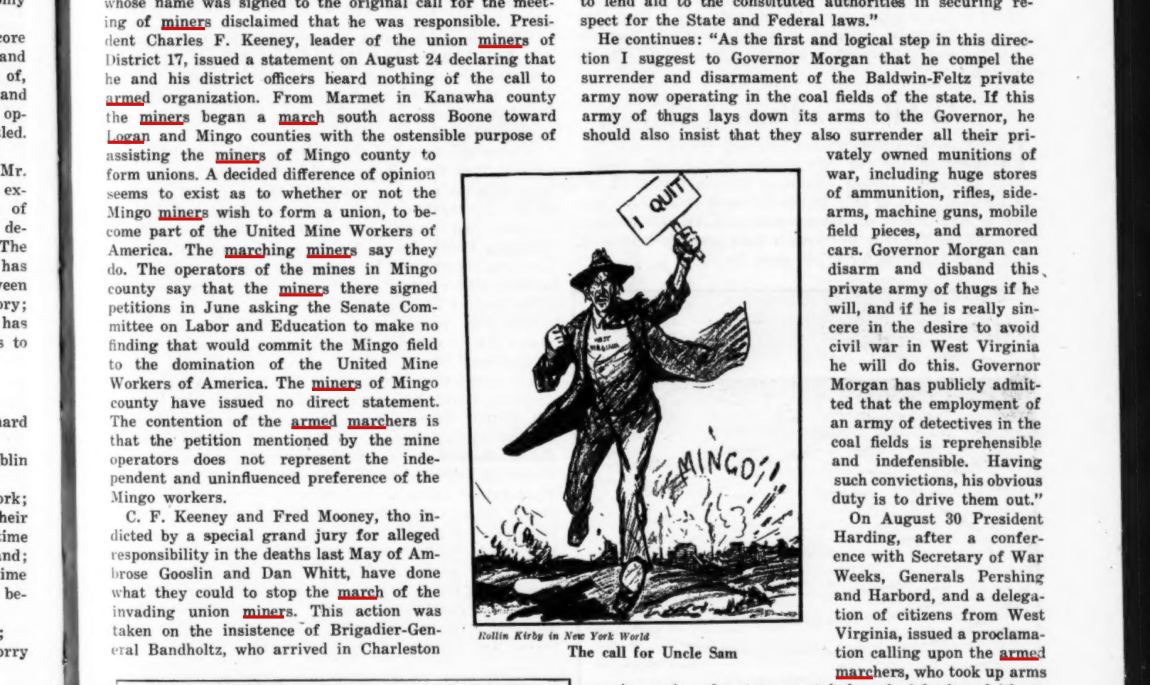 whose name was signed to the original call for the meet-
ing of miners disclaimed that he was responsible. Presi-
dent Charles F. Keeney, leader of the union miners of
District 17, issued a statement on August 24 declaring that
he and his district officers heard nothing of the call to
armed organization. From Marmet in Kanawha county
the miners began a march south across Boone toward
Logan and Mingo counties with the ostensible purpose of
assisting the miners of Mingo county to
form unions. A decided difference of opinion
seems to exist as to whether or not the
Mingo miners wish to form a union, to be-
come part of the United Mine Workers of
America. The marching miners say they
do. The operators of the mines in Mingo
county say that the miners there signed
petitions in June asking the Senate Com-
mittee on Labor and Education to make no
finding that would commit the Mingo field
to the domination of the United Mine
Workers of America. The miners of Mingo
county have issued no direct statement.
The contention of the armed marchers is
that the petition mentioned by the mine
operators does not represent the inde-
pendent and uninfluenced preference of the
Mingo workers.
C. F. Keeney and Fred Mooney, tho in-
dicted by a special grand jury for alleged
responsibility in the deaths last May of Am-
brose Gooslin and Dan Whitt, have done
what they could to stop the march of the
invading union miners. This action was
taken on the insistence of Brigadier-Gen-
eral Bandholtz, who arrived in Charleston
to lend aid to the constituted authorities in securing re-
spect for the State and Federal laws."
He continues: "As the first and logical step in this direc-
tion I suggest to Governor Morgan that he compel the
surrender and disarmament of the Baldwin-Feltz private
army now operating in the coal fields of the state. If this
army of thugs lays down its arms to the Governor, he
should also insist that they also surrender all their pri-
vately owned munitions of
war, including huge stores
of ammunition, rifles, side-
arms, machine guns, mobile
field pieces, and armored
cars. Governor Morgan can
disarm and disband this
private army of thugs if he
will, and if he is really sin-
cere in the desire to avoid
civil war in West Virginia
he will do this. Governor
Morgan has publicly admit-
ted that the employment of
an army of detectives in the
coal fields is reprehensible
and indefensible. Having
such convictions, his obvious
duty is to drive them out."
On August 30 President
Harding, after a confer-
ence with Secretary of War
Weeks, Generals Pershing
and Harbord, and a delega-
tion of citizens from West
Virginia, issued a proclama-
tion calling upon the armed
marchers, who took up arms
I QUIT
WEST
VIRGINIA
MINGO!!
Rollin Kirby in New York World
The call for Uncle Sam